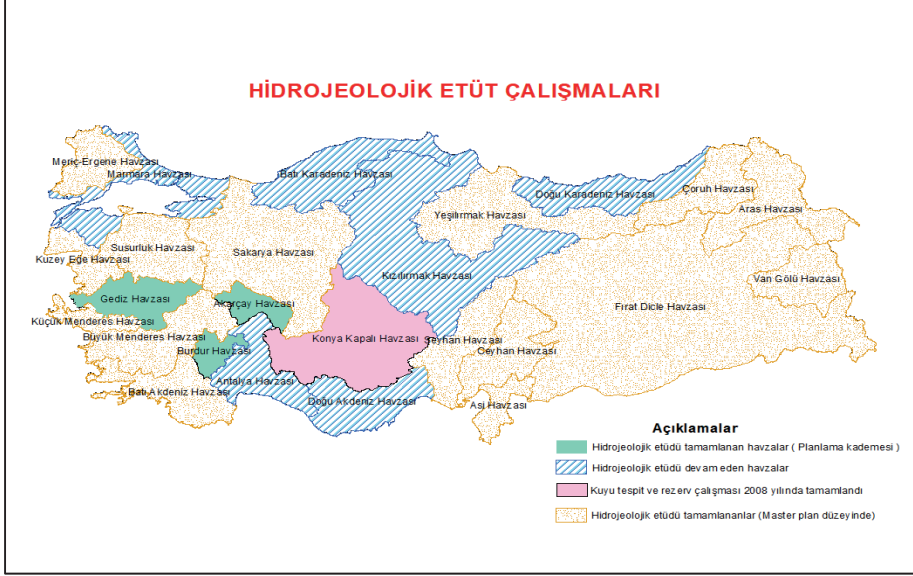 HİDROJEOLOJİK ETÜT ÇALIŞMALARI
Meriç-Ergene Havzası
Marmara Havzası
Batı Karadeniz Havzası
Doğu Karadeniz Havzası
Çoruh Havzası
Yeşilırmak Havzası
Aras Havzası
Susurluk Havzası
Sakarya Havzası
Kuzey Ege Havzası
Kızılırmak Havzası
Van Gölü Havzası
Gediz Havzası
Akarçay Havzası
Fırat Dicle Havzası
Küçük Menderes Havzası
Büyük Menderes Havzası
Konya Kapalı Havzası
Seyhan Havzası
Burdur Havzası
Ceyhan Havzası
Antalya Havzası
Batı Akdeniz Havzası
Doğu Akdeniz Havzası
Asi Havzası
Açıklamalar
Hidrojeolojik etüdü tamamlanan havzalar ( Planlama kademesi )
Hidrojeolojik etüdü devam eden havzalar
Kuyu tespit ve rezerv çalışması 2008 yılında tamamlandı
Hidrojeolojik etüdü tamamlananlar (Master plan düzeyinde)